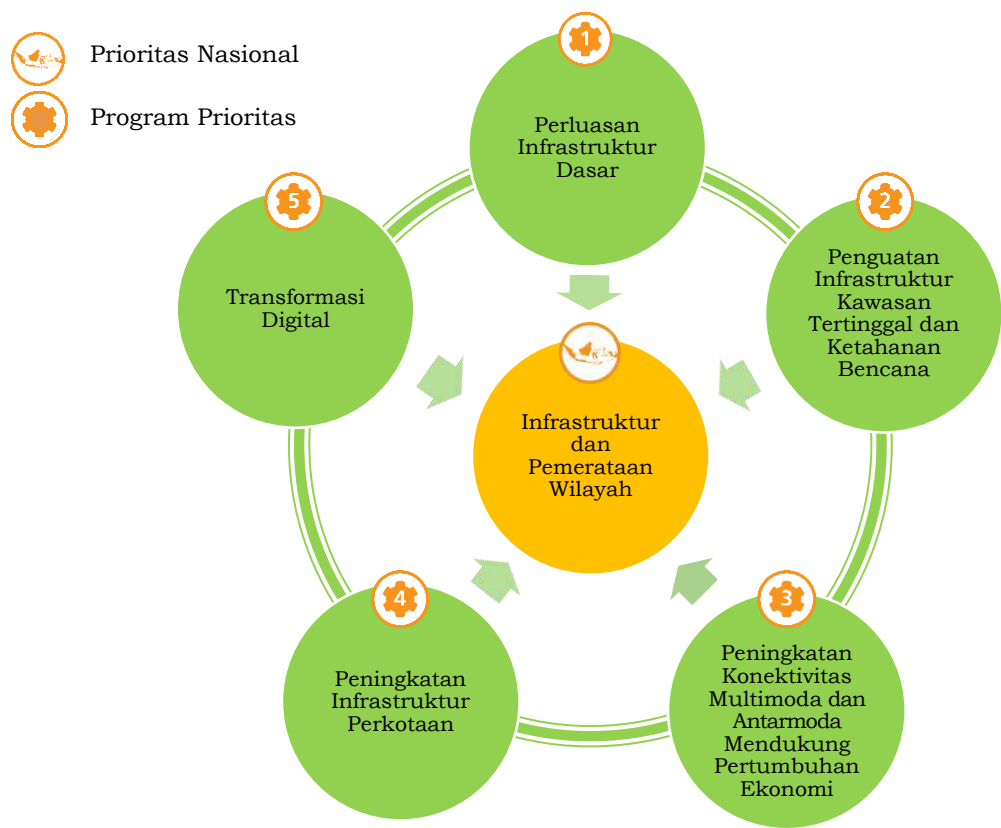 Prioritas Nasional
Program Prioritas
1
Perluasan
Infrastruktur
Dasar
2
Penguatan
Infrastruktur
Kawasan
Tertinggal dan
Ketahanan
Bencana
3
Peningkatan
Konektivitas
Multimoda dan
Antarmoda
Mendukung
Pertumbuhan
Ekonomi
4
Peningkatan
Infrastruktur
Perkotaan
5
Transformasi
Digital
Infrastruktur
dan
Pemerataan
Wilayah